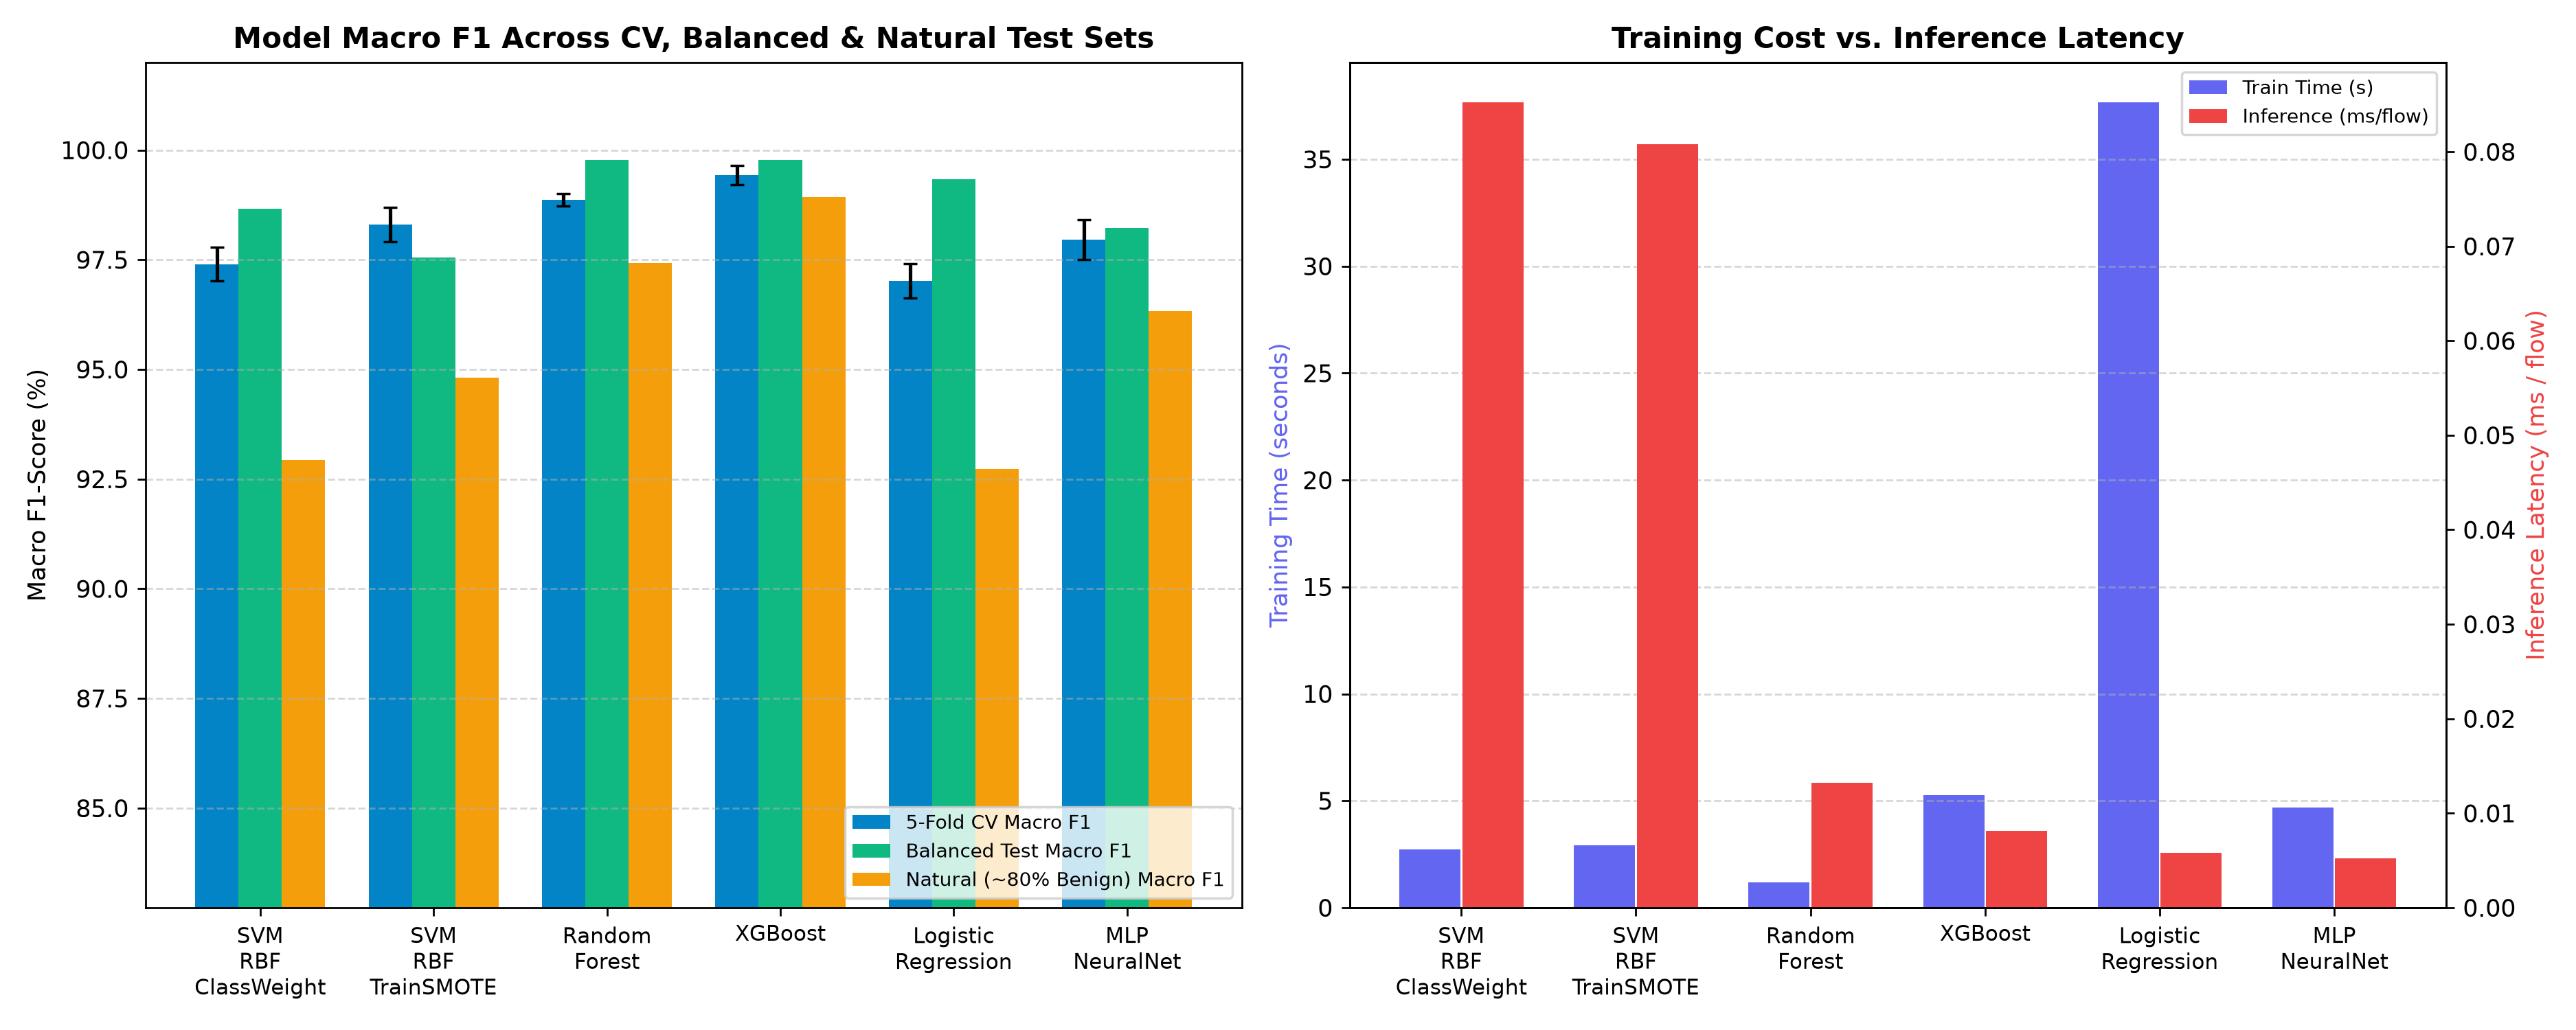 Model Macro F1 Across CV, Balanced & Natural Test Sets
Macro F1-Score (%)
100.0
97.5
95.0
92.5
90.0
87.5
85.0
SVM
RBF
ClassWeight
SVM
RBF
TrainSMOTE
Random
Forest
XGBoost
Logistic
Regression
MLP
NeuralNet
5-Fold CV Macro F1
Balanced Test Macro F1
Natural (~80% Benign) Macro F1
Training Cost vs. Inference Latency
Training Time (seconds)
35
30
25
20
15
10
5
0
SVM
RBF
ClassWeight
SVM
RBF
TrainSMOTE
Random
Forest
XGBoost
Logistic
Regression
MLP
NeuralNet
Train Time (s)
Inference (ms/flow)
0.08
0.07
0.06
0.05
0.04
0.03
0.02
0.01
0.00
Inference Latency (ms / flow)